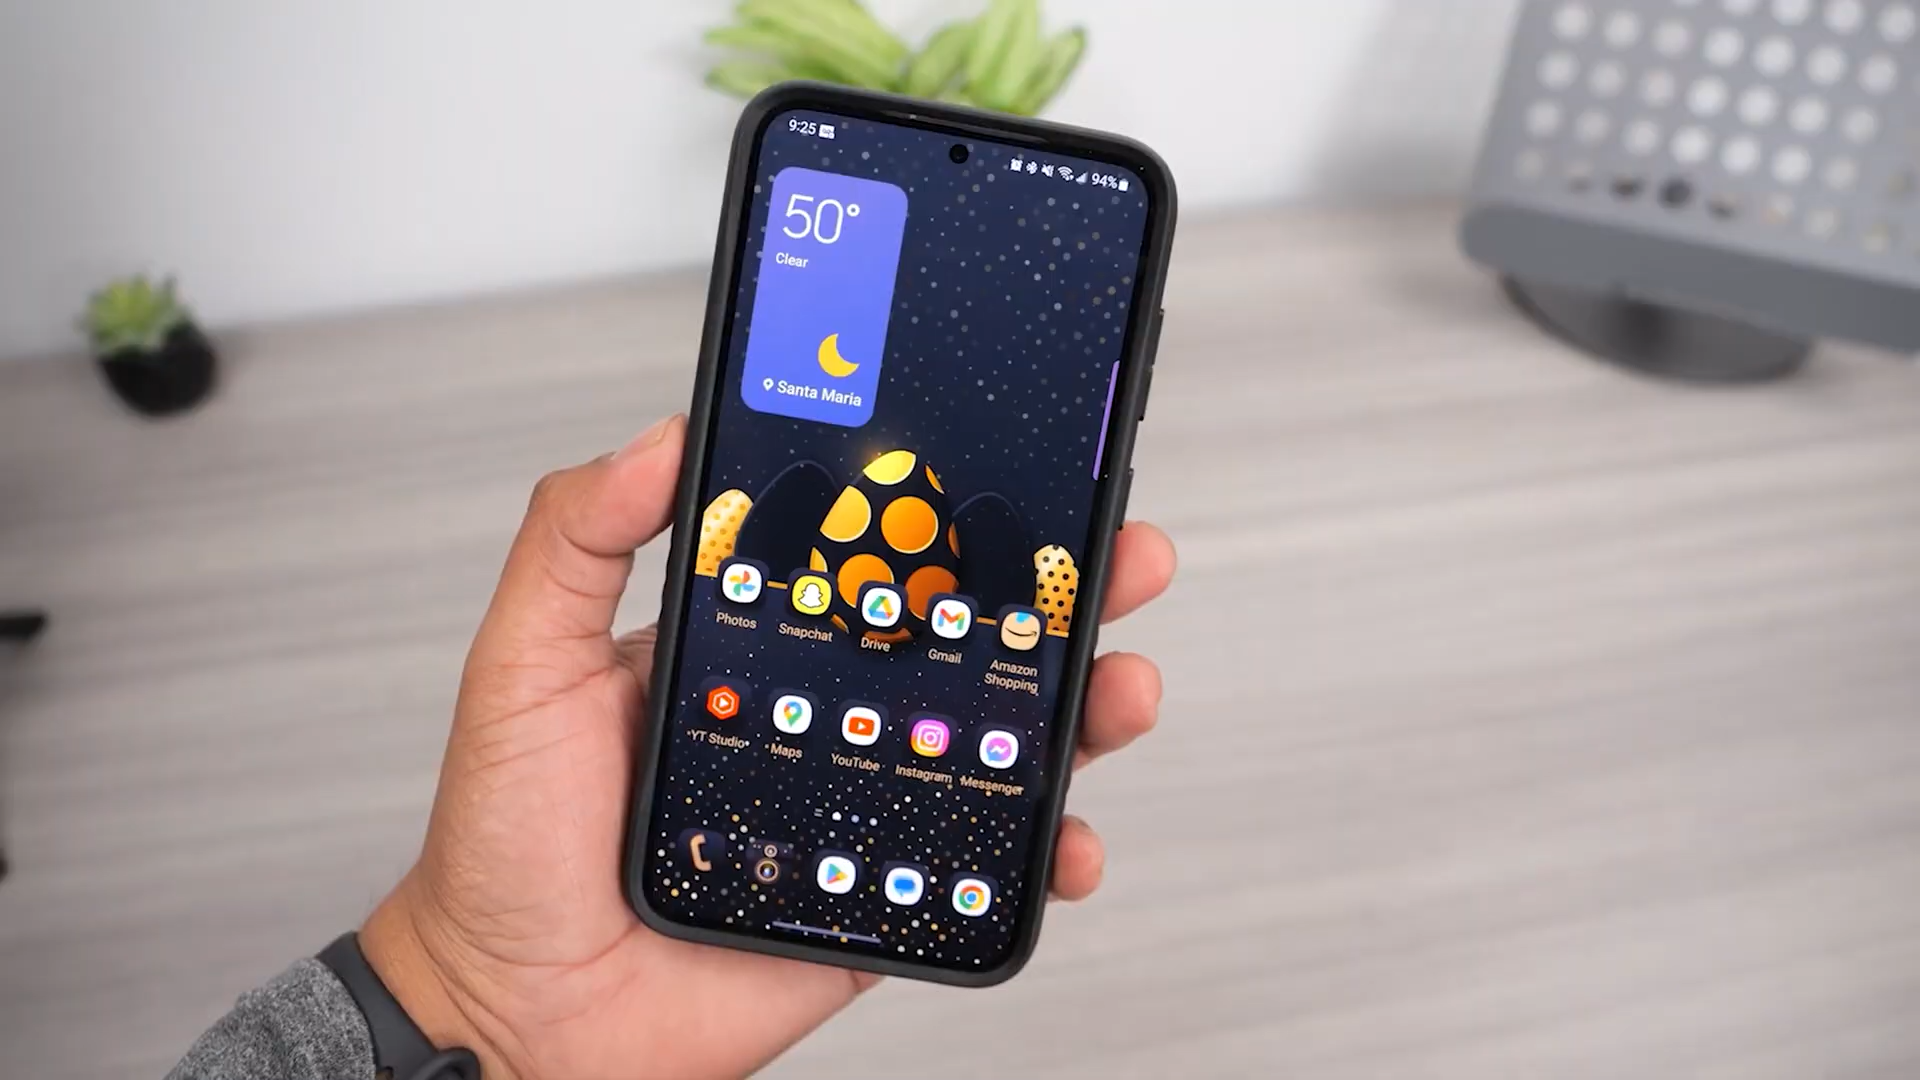 9:25
94%
50°
Clear
Santa Maria
Photos
Snapchat
Drive
Gmail
Amazon
Shopping
YT Studio
Maps
YouTube
Instagram
Messenger